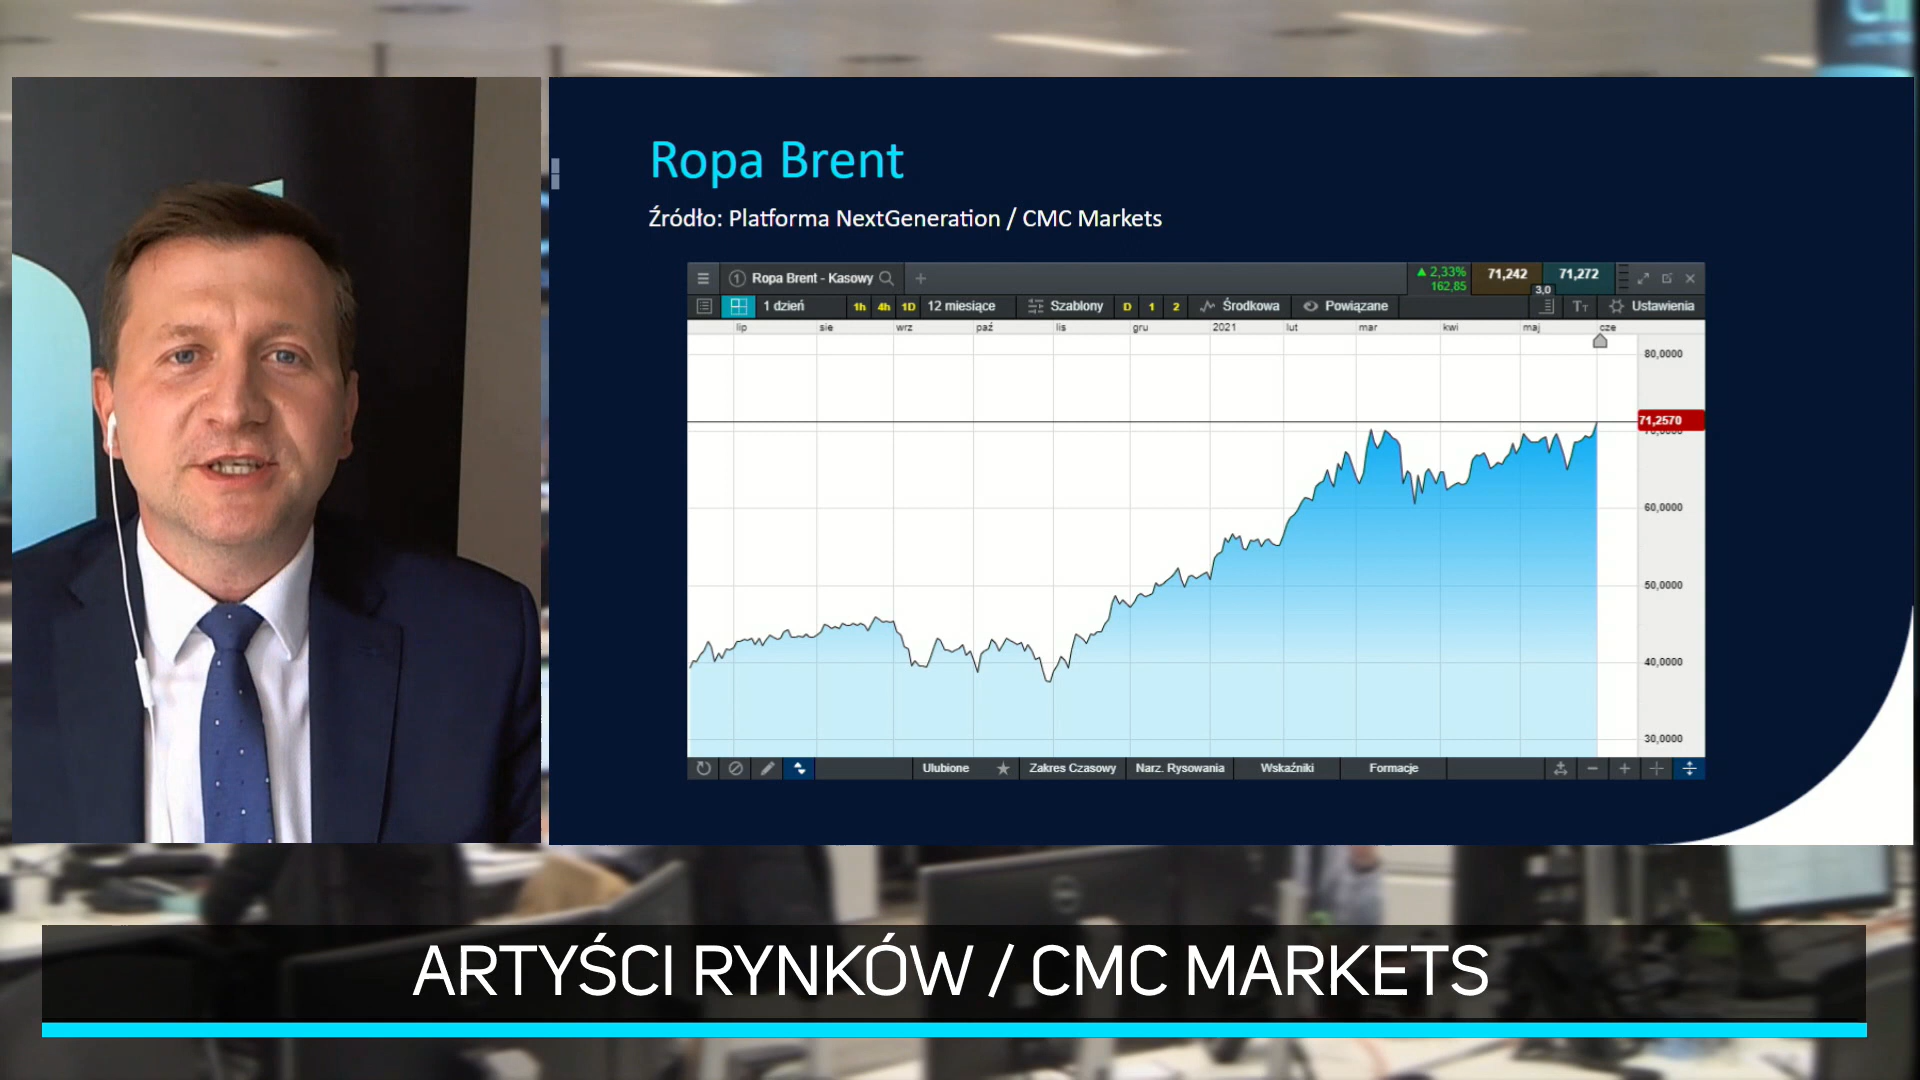 Ropa Brent
Źródło: Platforma NextGeneration / CMC Markets
1 Ropa Brent - Kasowy + ▲ 2,33% 162,85 71,242 3,0 71,272
1 dzień 1h 4h 1D 12 miesiące Szablony D 1 2 Środkowa Powiązane Ustawienia
lip sie wrz paź lis gru 2021 lut mar kwi maj cze
80,0000
71,2570
70,0000
60,0000
50,0000
40,0000
30,0000
Ulubione Zakres Czasowy Narz. Rysowania Wskaźniki Formacje
ARTYŚCI RYNKÓW / CMC MARKETS